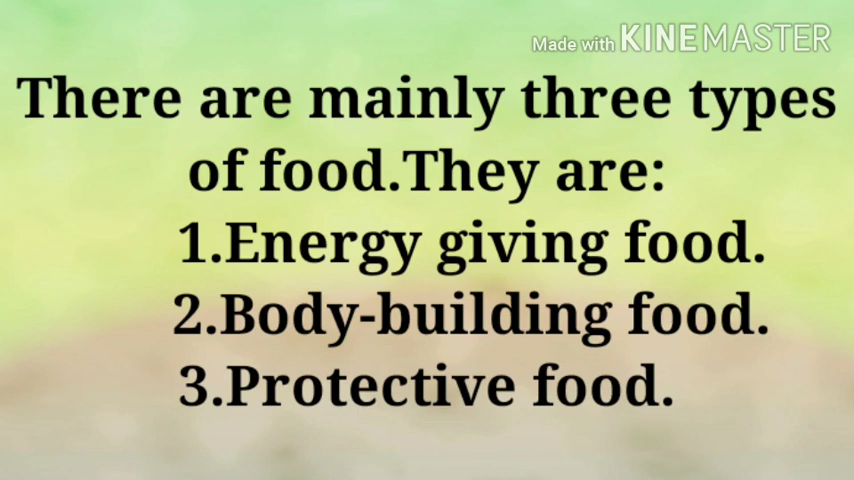 Made with KINEMASTER
There are mainly three types
of food.They are:
1.Energy giving food.
2.Body-building food.
3.Protective food.